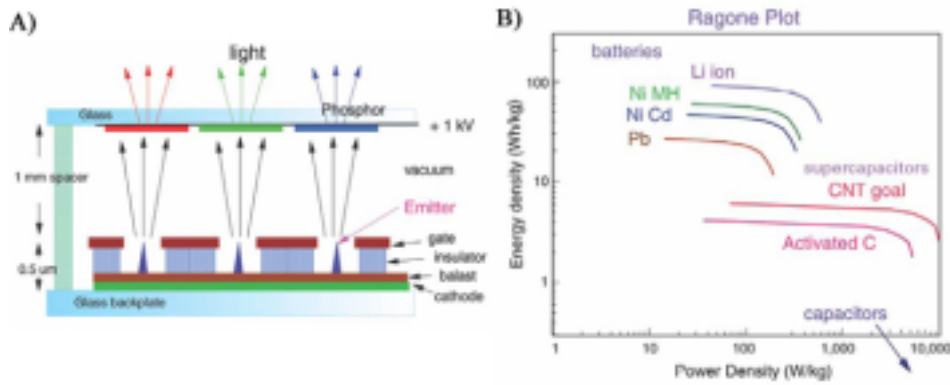 A)
light
Glass
Phosphor
+ 1 kV
1 mm spacer
vacuum
Emitter
gate
insulator
0.5 um
balast
cathode
Glass backplate
B)
Ragone Plot
batteries
Li ion
Ni MH
Ni Cd
Pb
supercapacitors
CNT goal
Activated C
capacitors
Energy density (Wh/kg)
100
10
1
1
10
100
1,000
10,000
Power Density (W/kg)